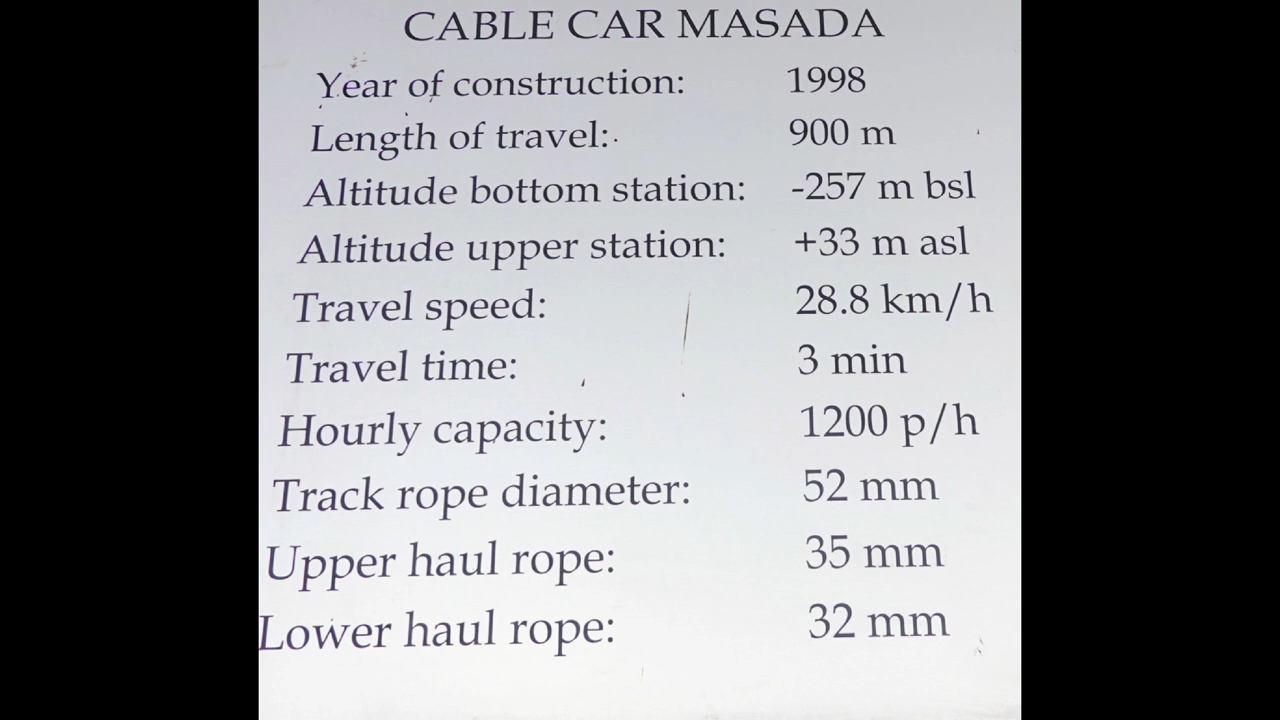 CABLE CAR MASADA
Year of construction: 1998
Length of travel: 900 m
Altitude bottom station: -257 m bsl
Altitude upper station: +33 m asl
Travel speed: 28.8 km/h
Travel time: 3 min
Hourly capacity: 1200 p/h
Track rope diameter: 52 mm
Upper haul rope: 35 mm
Lower haul rope: 32 mm